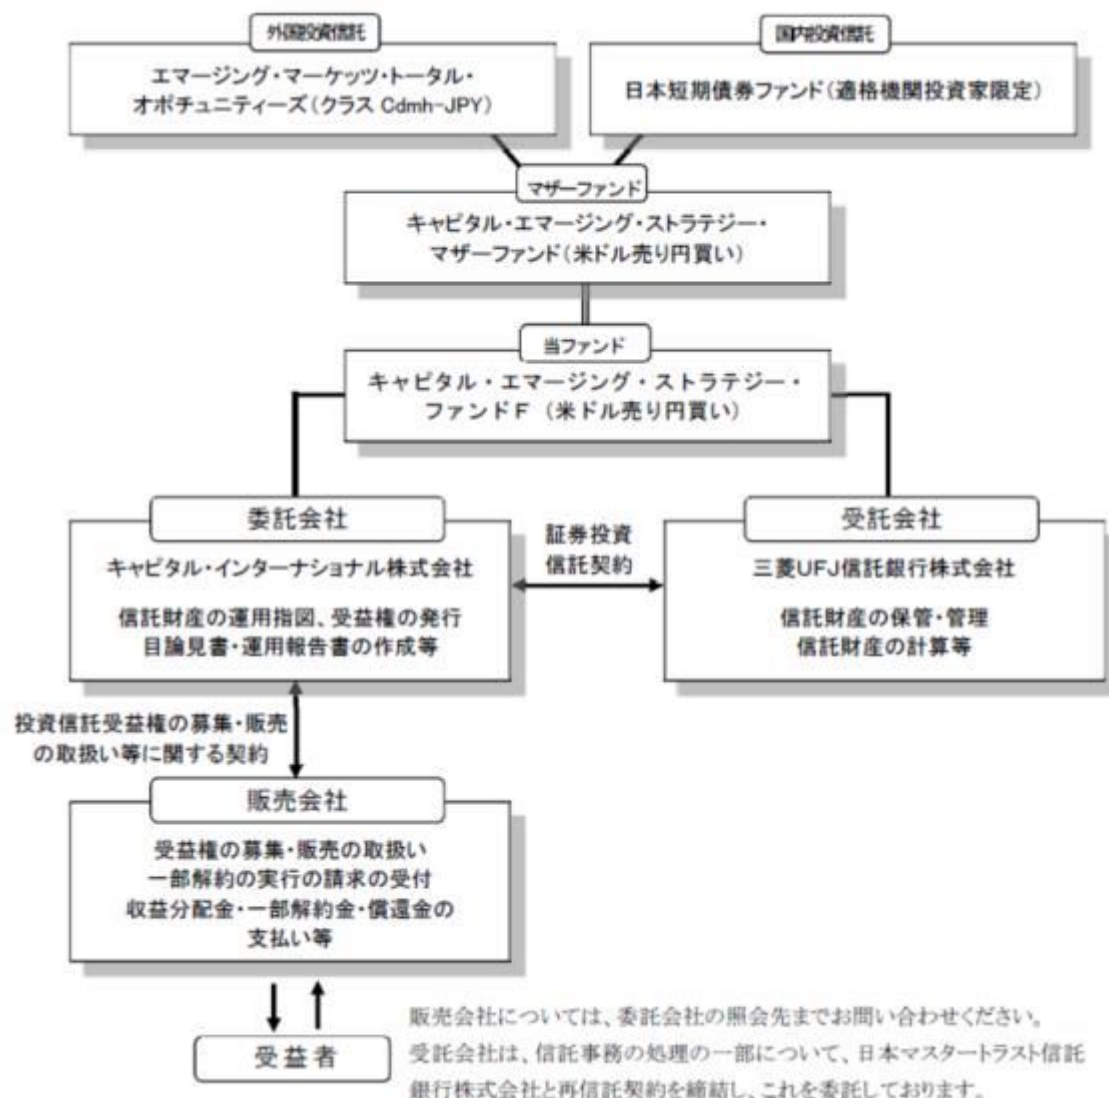 外国投資信託
エマージング・マーケッツ・トータル・
オポチュニティーズ(クラス Cdmh-JPY)
国内投資信託
日本短期債券ファンド(適格機関投資家限定)
マザーファンド
キャピタル・エマージング・ストラテジー・
マザーファンド(米ドル売り円買い)
当ファンド
キャピタル・エマージング・ストラテジー・
ファンドF (米ドル売り円買い)
委託会社
キャピタル・インターナショナル株式会社
信託財産の運用指図、受益権の発行
目論見書・運用報告書の作成等
証券投資
信託契約
受託会社
三菱UFJ信託銀行株式会社
信託財産の保管・管理
信託財産の計算等
投資信託受益権の募集・販売
の取扱い等に関する契約
販売会社
受益権の募集・販売の取扱い
一部解約の実行の請求の受付
収益分配金・一部解約金・償還金の
支払い等
受益者
販売会社については、委託会社の照会先までお問い合わせください。
受託会社は、信託事務の処理の一部について、日本マスタートラスト信託
銀行株式会社と再信託契約を締結し、これを委託しております。